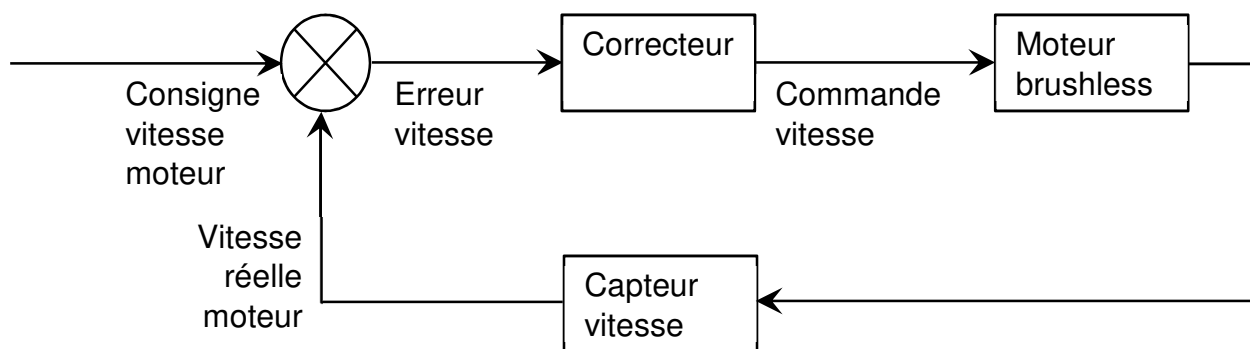 Correcteur
Moteur
brushless
Consigne
vitesse
moteur
Erreur
vitesse
Commande
vitesse
Vitesse
réelle
moteur
Capteur
vitesse